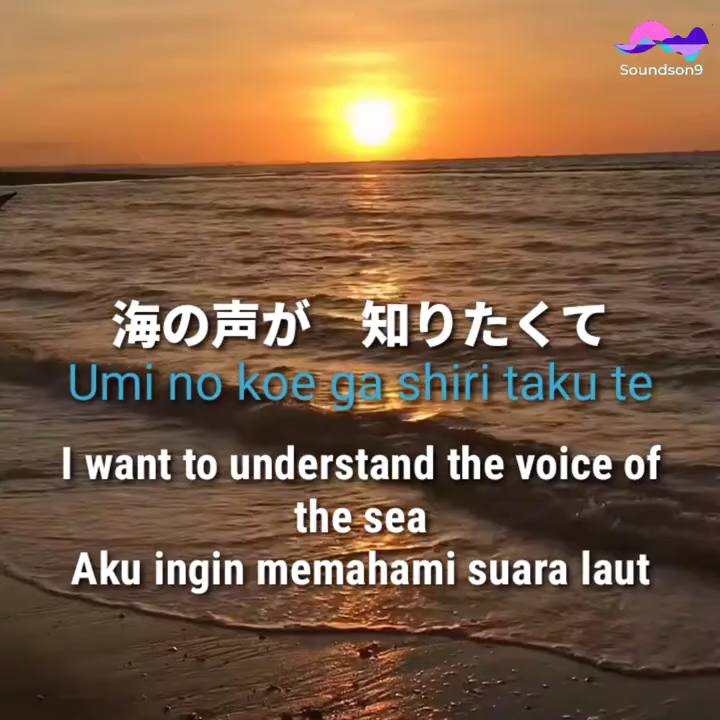 Soundson9
海の声が　知りたくて
Umi no koe ga shiri taku te
I want to understand the voice of
the sea
Aku ingin memahami suara laut